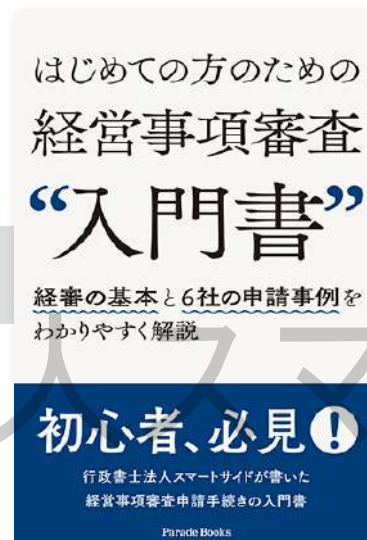 はじめての方のための
経営事項審査
“入門書”
経審の基本と6社の申請事例を
わかりやすく解説
初心者、必見!
行政書士法人スマートサイドが書いた
経営事項審査申請手続きの入門書
Parade Books